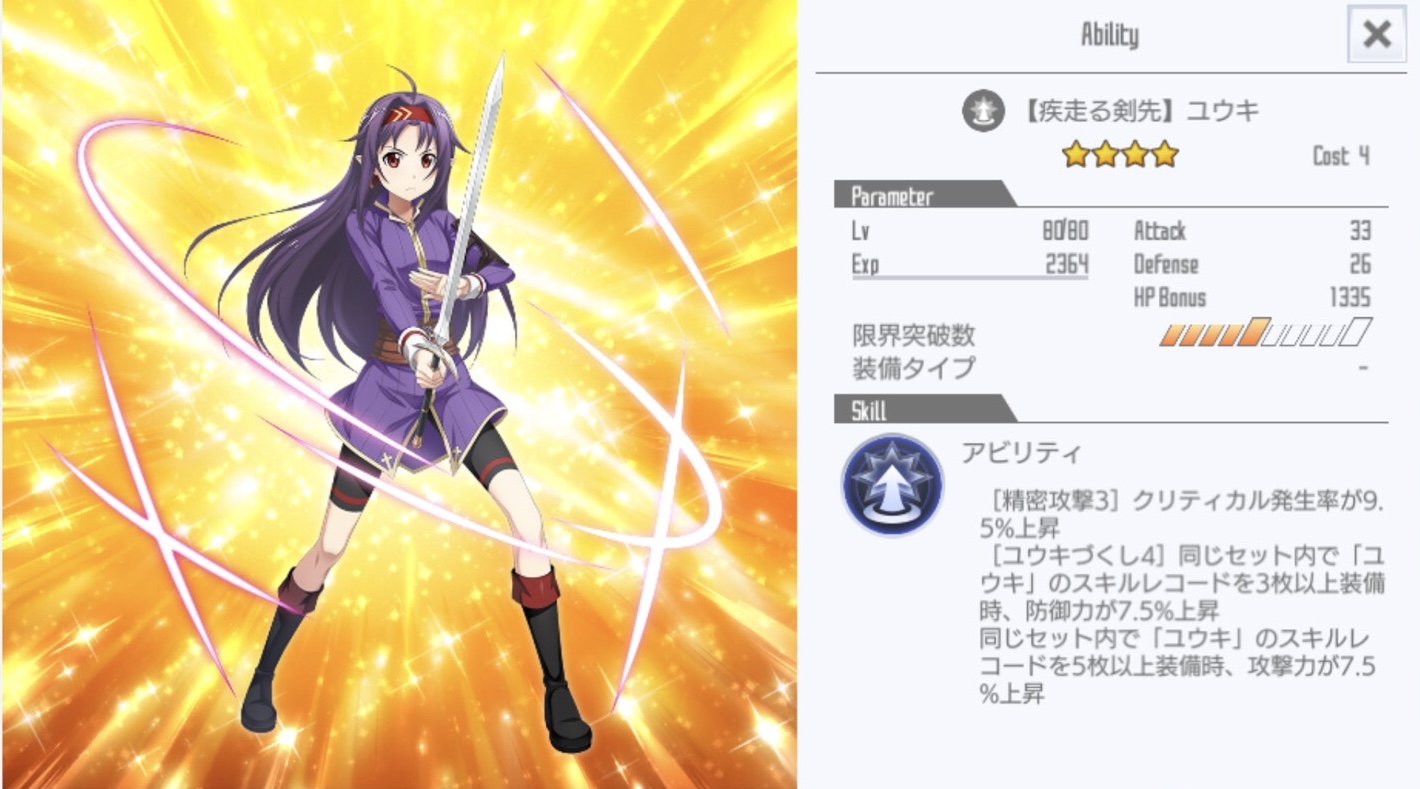 Ability
【疾走る剣先】ユウキ
Cost 4
Parameter
Lv 80/80 Attack 33
Exp 2364 Defense 26
HP Bonus 1335
限界突破数
装備タイプ -
Skill
アビリティ
［精密攻撃3］クリティカル発生率が9.
5%上昇
［ユウキづくし4］同じセット内で「ユ
ウキ」のスキルレコードを3枚以上装備
時、防御力が7.5%上昇
同じセット内で「ユウキ」のスキルレ
コードを5枚以上装備時、攻撃力が7.5
%上昇